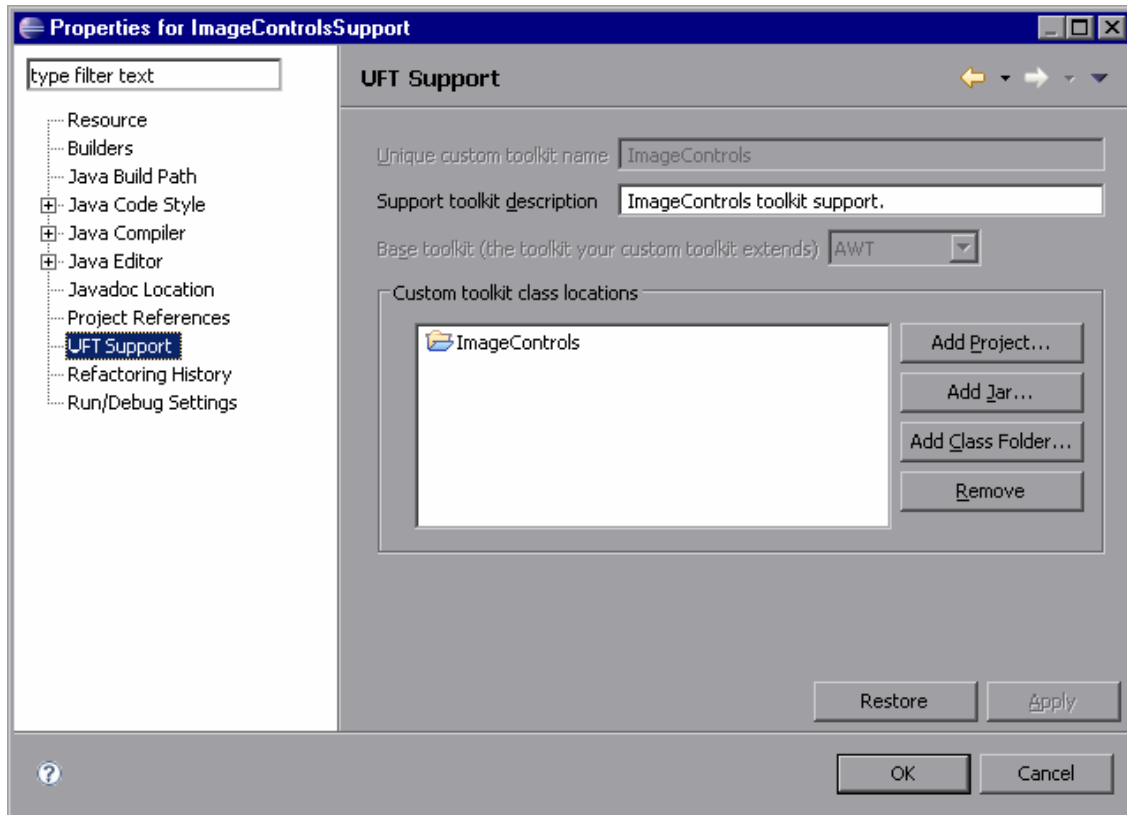 Properties for ImageControlsSupport
type filter text
Resource
Builders
Java Build Path
Java Code Style
Java Compiler
Java Editor
Javadoc Location
Project References
UFT Support
Refactoring History
Run/Debug Settings
UFT Support
Unique custom toolkit name ImageControls
Support toolkit description ImageControls toolkit support.
Base toolkit (the toolkit your custom toolkit extends) AWT
Custom toolkit class locations
ImageControls
Add Project...
Add Jar...
Add Class Folder...
Remove
Restore Apply
OK Cancel